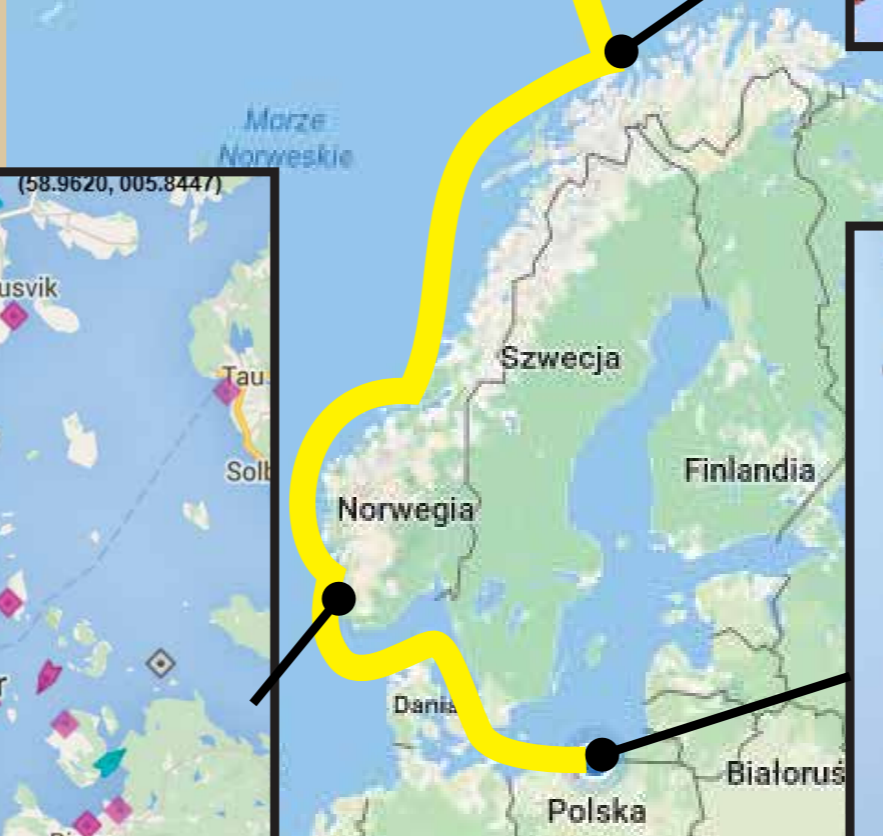 Morze
Norweskie
(58.9620, 005.8447)
usvik
Tau
Solb
r
Szwecja
Finlandia
Norwegia
Dania
Białoruś
Polska